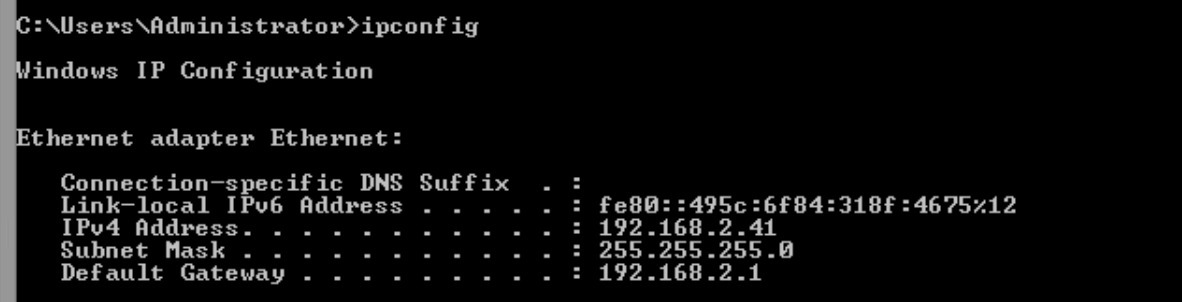 C:\Users\Administrator>ipconfig
Windows IP Configuration
Ethernet adapter Ethernet:
Connection-specific DNS Suffix . :
Link-local IPv6 Address . . . . . : fe80::495c:6f84:318f:4675%12
IPv4 Address. . . . . . . . . . . : 192.168.2.41
Subnet Mask . . . . . . . . . . . : 255.255.255.0
Default Gateway . . . . . . . . . : 192.168.2.1